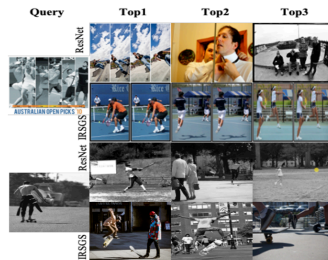 Query Top1 Top2 Top3
ResNet
IRSGS
AUSTRALIAN OPEN PICKS
ResNet
IRSGS